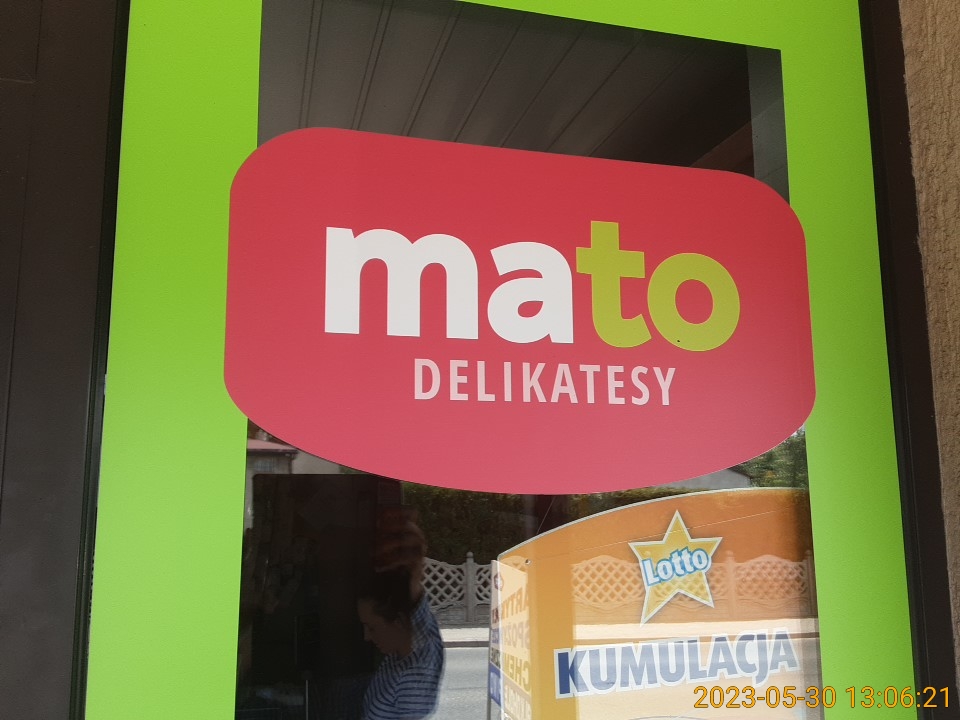 mato
DELIKATESY
Lotto
KUMULACJA
2023-05-30 13:06:21